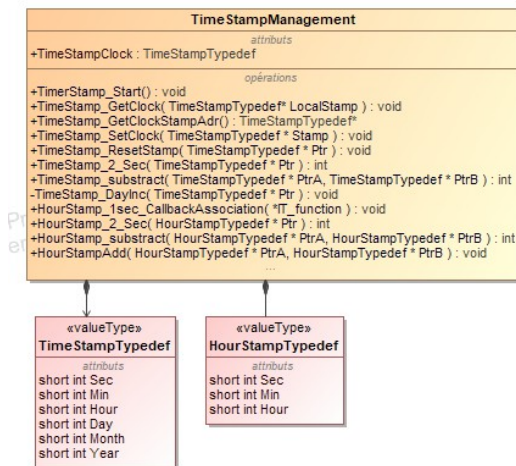 TimeStampManagement
attributs
+TimeStampClock : TimeStampTypedef
opérations
+TimerStamp_Start() : void
+TimeStamp_GetClock( TimeStampTypedef* LocalStamp ) : void
+TimeStamp_GetClockStampAdr() : TimeStampTypedef*
+TimeStamp_SetClock( TimeStampTypedef * Stamp ) : void
+TimeStamp_ResetStamp( TimeStampTypedef * Ptr ) : void
+TimeStamp_2_Sec( TimeStampTypedef * Ptr ) : int
+TimeStamp_substract( TimeStampTypedef * PtrA, TimeStampTypedef * PtrB ) : int
-TimeStamp_DayInc( TimeStampTypedef * Ptr ) : void
+HourStamp_1sec_CallbackAssociation( *IT_function ) : void
+HourStamp_2_Sec( HourStampTypedef * Ptr ) : int
+HourStamp_substract( HourStampTypedef * PtrA, HourStampTypedef * PtrB ) : int
+HourStampAdd( HourStampTypedef * PtrA, HourStampTypedef * PtrB ) : void
...
«valueType»
TimeStampTypedef
attributs
short int Sec
short int Min
short int Hour
short int Day
short int Month
short int Year
«valueType»
HourStampTypedef
attributs
short int Sec
short int Min
short int Hour